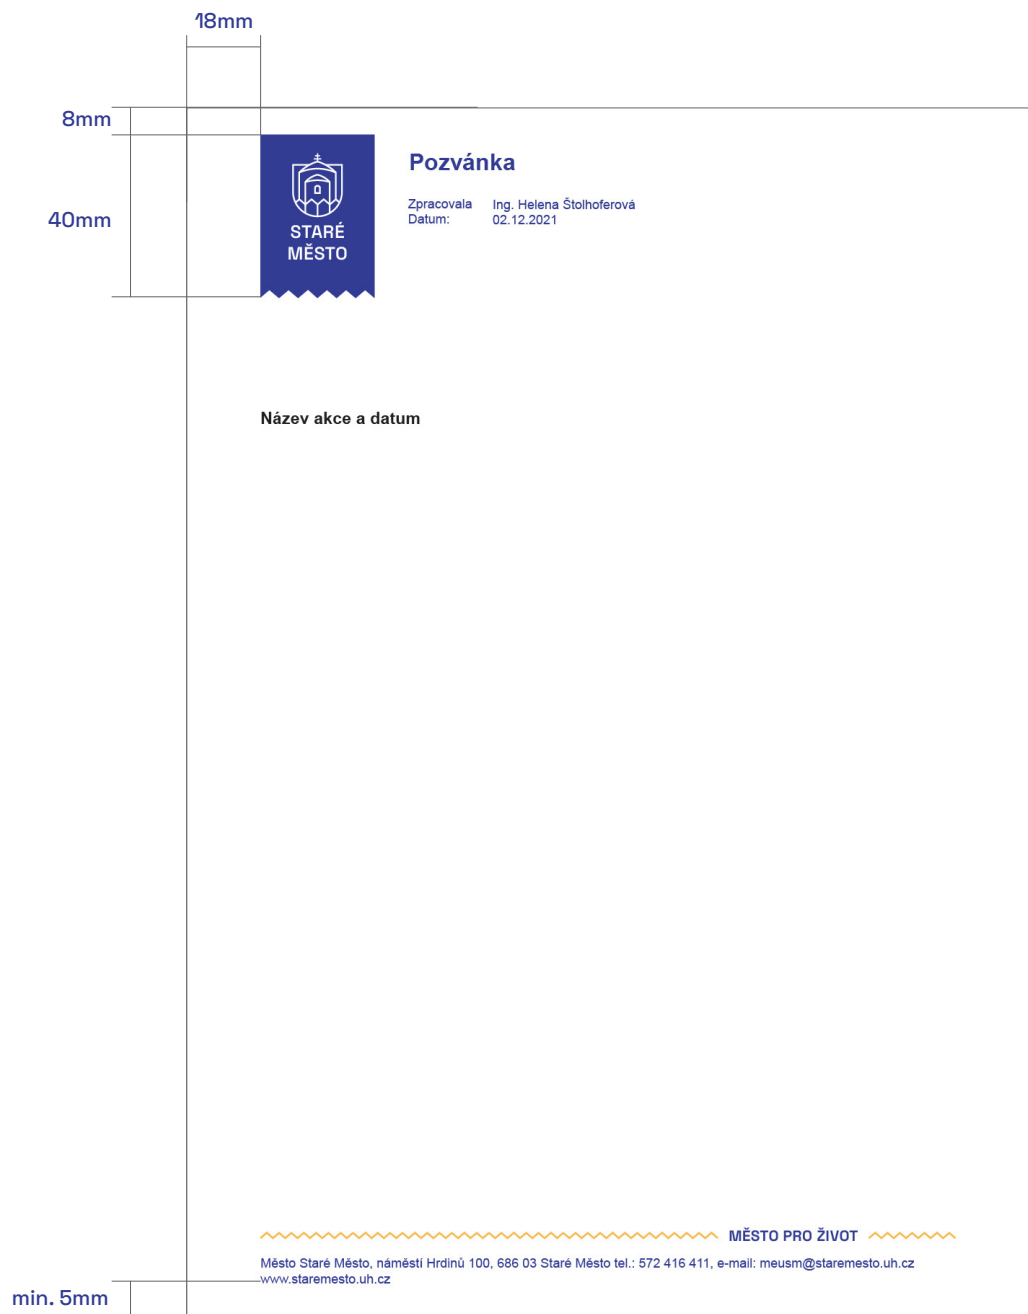 18mm
8mm
40mm
STARÉ
MĚSTO
Pozvánka
Zpracovala Ing. Helena Štolhoferová
Datum: 02.12.2021
Název akce a datum
MĚSTO PRO ŽIVOT
Město Staré Město, náměstí Hrdinů 100, 686 03 Staré Město tel.: 572 416 411, e-mail: meusm@staremesto.uh.cz
www.staremesto.uh.cz
min. 5mm